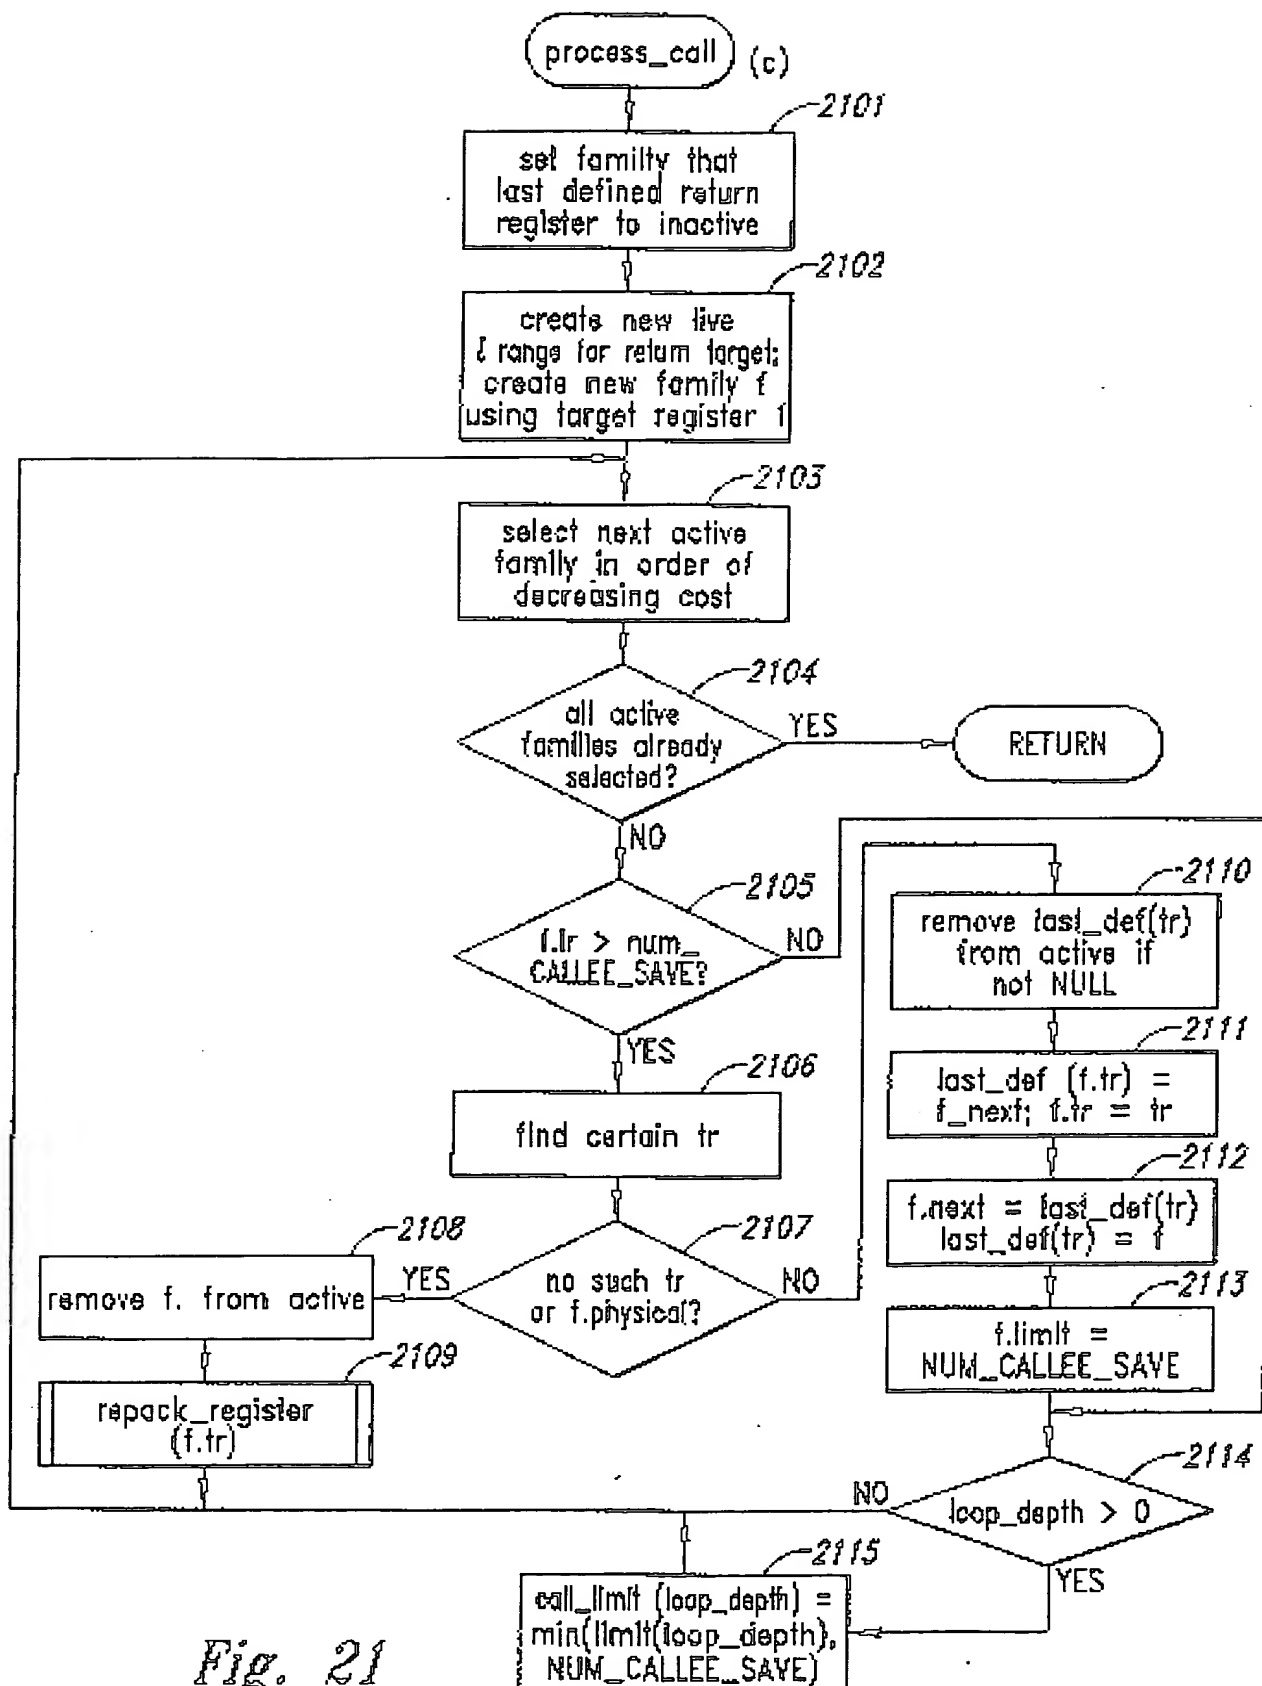 process_call (c)
2101
set familty that
last defined return
register to inactive
2102
create new live
range for return target;
create new family f
using target register 1
2103
select next active
family in order of
decreasing cost
2104
all active
families already
selected?
YES
RETURN
NO
2105
f.tr > num_
CALLEE_SAVE?
NO
YES
2106
find certain tr
2107
no such tr
or f.physical?
YES
NO
2108
remove f. from active
2109
repack_register
(f.tr)
2110
remove last_def(tr)
from active if
not NULL
2111
last_def (f.tr) =
f_next; f.tr = tr
2112
f.next = last_def(tr)
last_def(tr) = f
2113
f.limit =
NUM_CALLEE_SAVE
2114
loop_depth > 0
NO
YES
2115
call_limit (loop_depth) =
min(limit(loop_depth),
NUM_CALLEE_SAVE)
Fig. 21